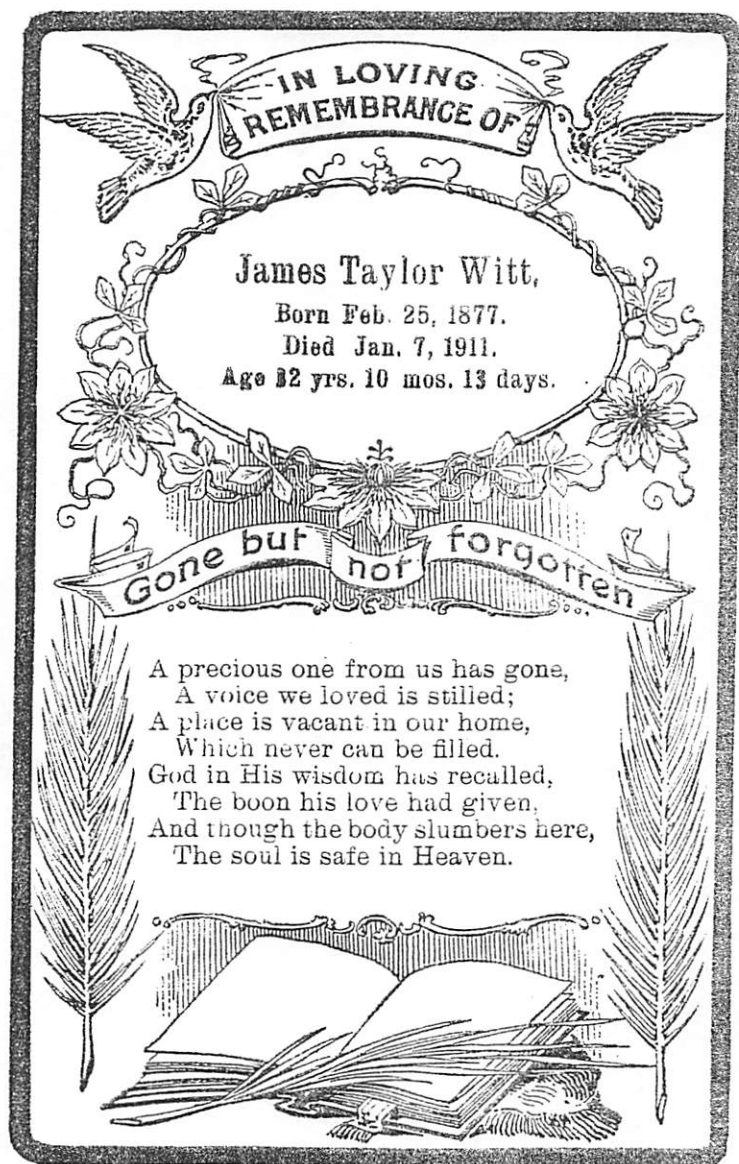 IN LOVING
REMEMBRANCE OF
James Taylor Witt,
Born Feb. 25, 1877.
Died Jan. 7, 1911.
Age 32 yrs. 10 mos. 13 days.
Gone but not forgotten
A precious one from us has gone,
A voice we loved is stilled;
A place is vacant in our home,
Which never can be filled.
God in His wisdom has recalled,
The boon his love had given,
And though the body slumbers here,
The soul is safe in Heaven.